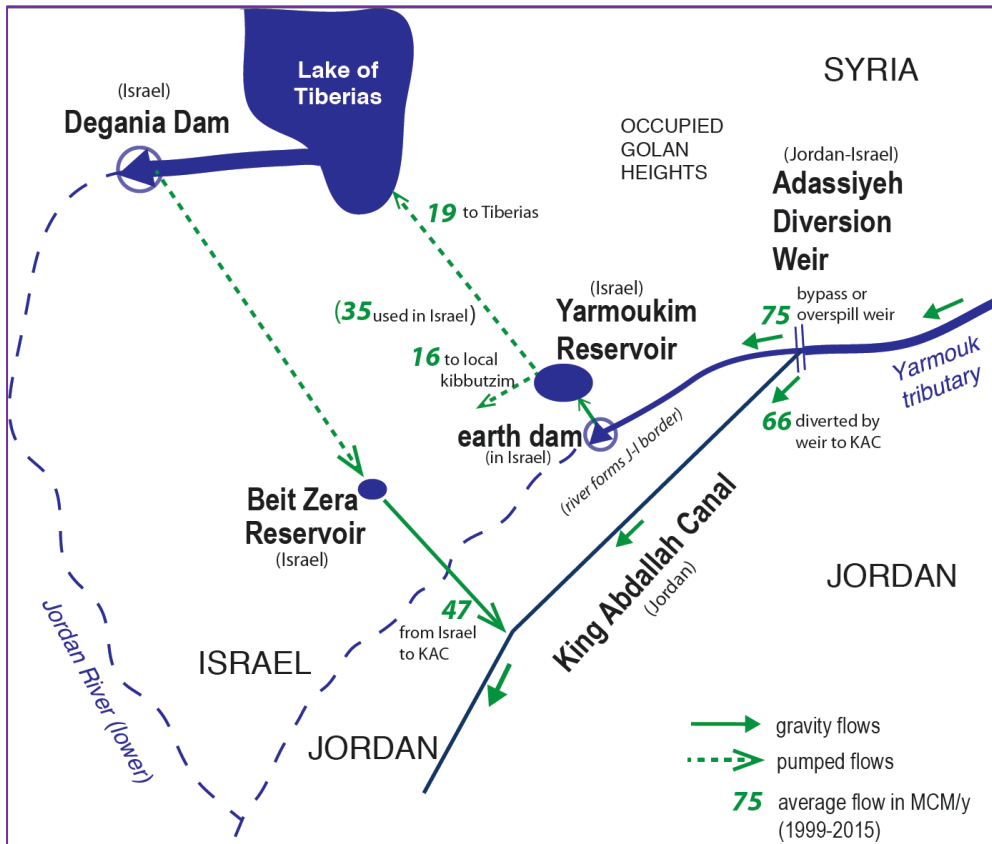 Lake of
Tiberias
(Israel)
Degania Dam
SYRIA
OCCUPIED
GOLAN
HEIGHTS
(Jordan-Israel)
Adassiyeh
Diversion
Weir
19 to Tiberias
(Israel)
Yarmoukim
Reservoir
75 bypass or
overspill weir
(35 used in Israel)
16 to local
kibbutzim
Yarmouk
tributary
earth dam
(in Israel)
66 diverted by
weir to KAC
(river forms J-I border)
Beit Zera
Reservoir
(Israel)
King Abdallah Canal
(Jordan)
JORDAN
47
from Israel
to KAC
ISRAEL
Jordan River (lower)
JORDAN
gravity flows
pumped flows
75 average flow in MCM/y
(1999-2015)